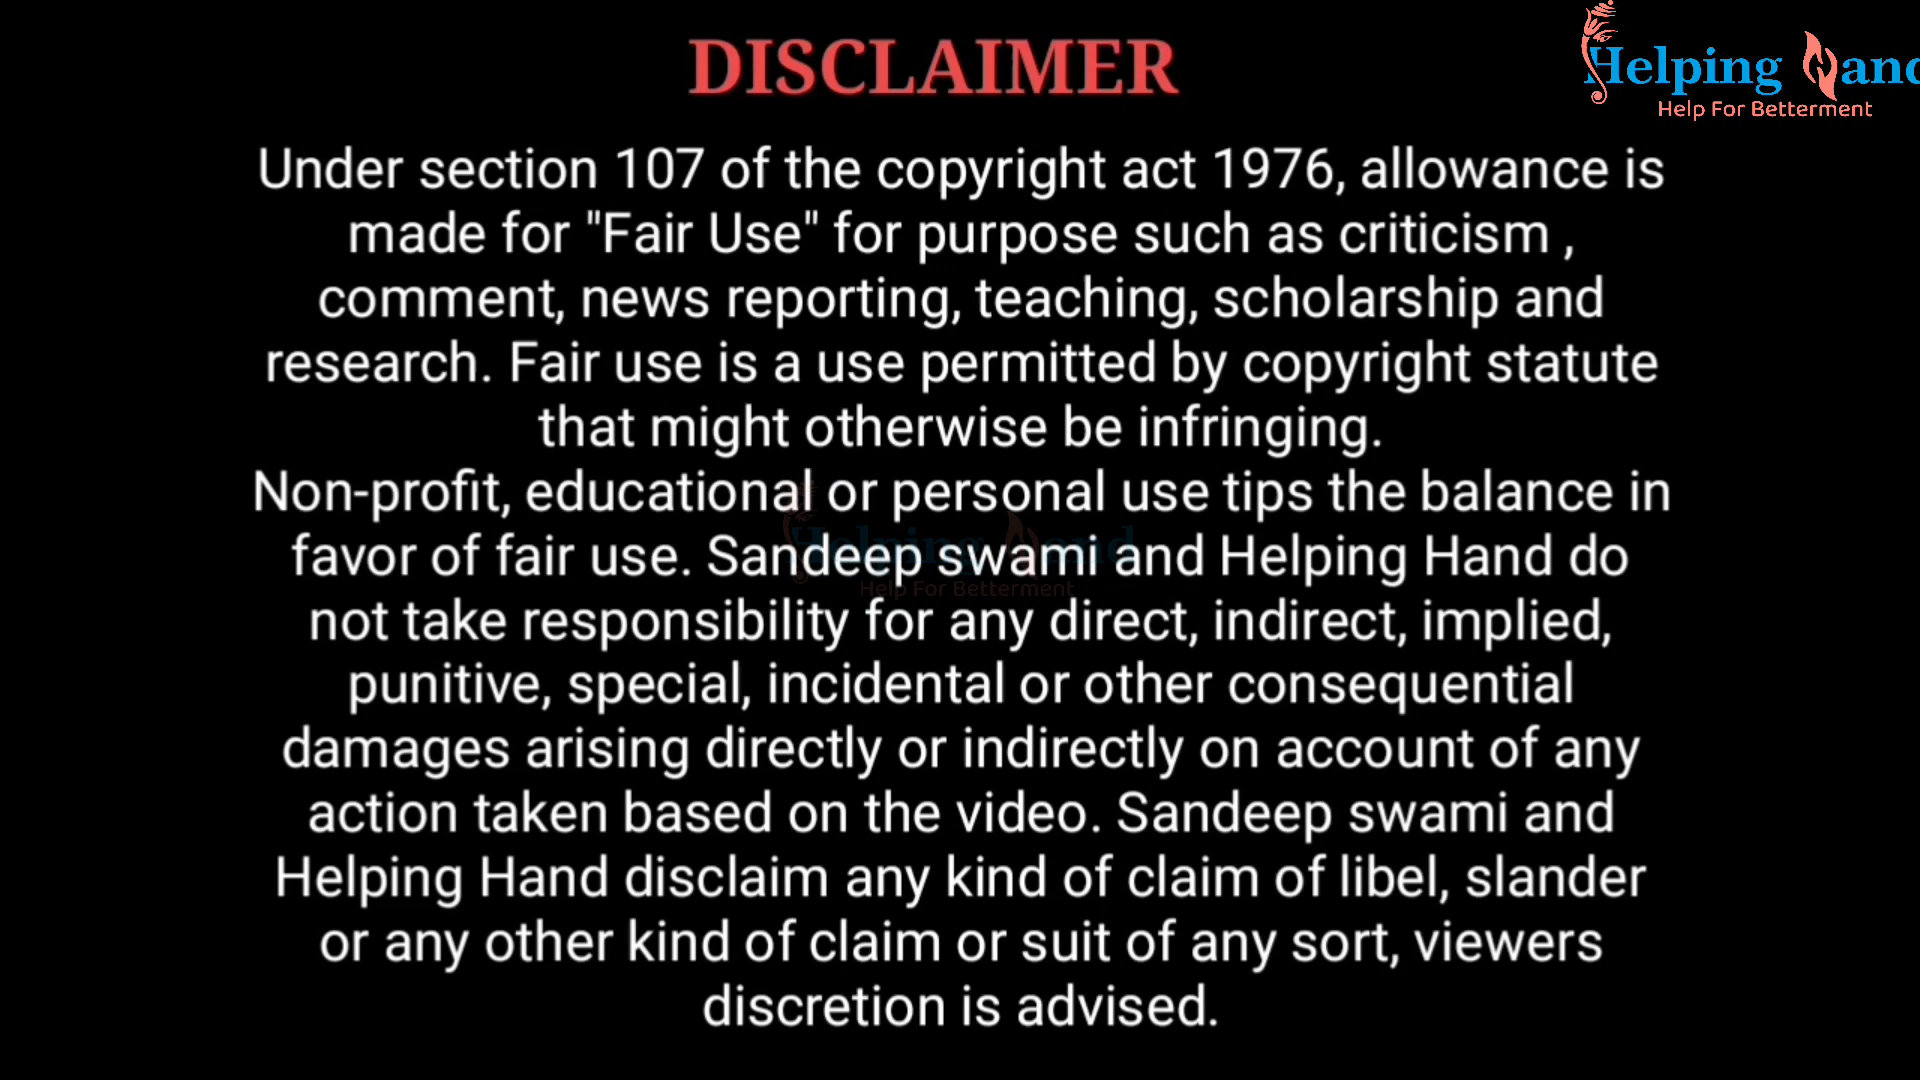 DISCLAIMER
Helping Hand
Help For Betterment
Under section 107 of the copyright act 1976, allowance is
made for "Fair Use" for purpose such as criticism ,
comment, news reporting, teaching, scholarship and
research. Fair use is a use permitted by copyright statute
that might otherwise be infringing.
Non-profit, educational or personal use tips the balance in
favor of fair use. Sandeep swami and Helping Hand do
Helping Hand
Help For Betterment
not take responsibility for any direct, indirect, implied,
punitive, special, incidental or other consequential
damages arising directly or indirectly on account of any
action taken based on the video. Sandeep swami and
Helping Hand disclaim any kind of claim of libel, slander
or any other kind of claim or suit of any sort, viewers
discretion is advised.